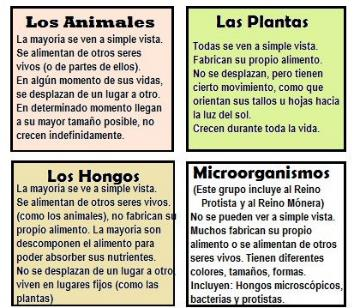 Los Animales
La mayoría se ven a simple vista.
Se alimentan de otros seres
vivos (o de partes de ellos).
En algún momento de sus vidas,
se desplazan de un lugar a otro.
En determinado momento llegan
a su mayor tamaño posible, no
crecen indefinidamente.
Las Plantas
Todas se ven a simple vista.
Fabrican su propio alimento.
No se desplazan, pero tienen
cierto movimiento, como que
orientan sus tallos u hojas hacia
la luz del sol.
Crecen durante toda la vida.
Los Hongos
La mayoría se ve a simple vista.
Se alimentan de otros seres vivos.
(como los animales), no fabrican su
propio alimento. La mayoría son
descomponen el alimento para
poder absorber sus nutrientes.
No se desplazan de un lugar a otro
viven en lugares fijos (como las
plantas)
Microorganismos
(Este grupo incluye al Reino
Protista y al Reino Mónera)
No se pueden ver a simple vista.
Muchos fabrican su propio
alimento o se alimentan de otros
seres vivos. Tienen diferentes
colores, tamaños, formas.
Incluyen: Hongos microscópicos,
bacterias y protistas.